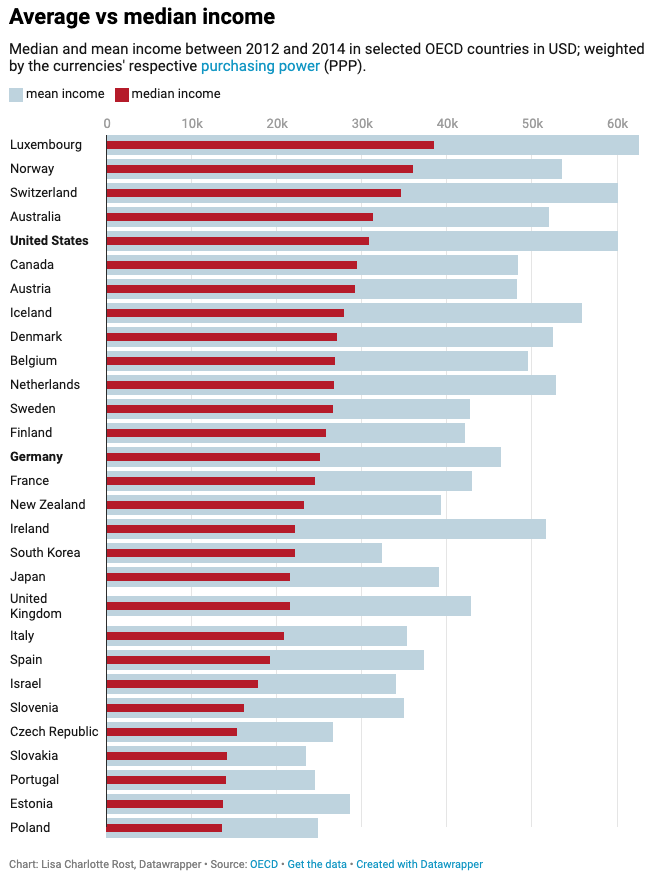 Average vs median income
Median and mean income between 2012 and 2014 in selected OECD countries in USD; weighted
by the currencies' respective purchasing power (PPP).
mean income median income
0 10k 20k 30k 40k 50k 60k
Luxembourg
Norway
Switzerland
Australia
United States
Canada
Austria
Iceland
Denmark
Belgium
Netherlands
Sweden
Finland
Germany
France
New Zealand
Ireland
South Korea
Japan
United
Kingdom
Italy
Spain
Israel
Slovenia
Czech Republic
Slovakia
Portugal
Estonia
Poland
Chart: Lisa Charlotte Rost, Datawrapper • Source: OECD • Get the data • Created with Datawrapper